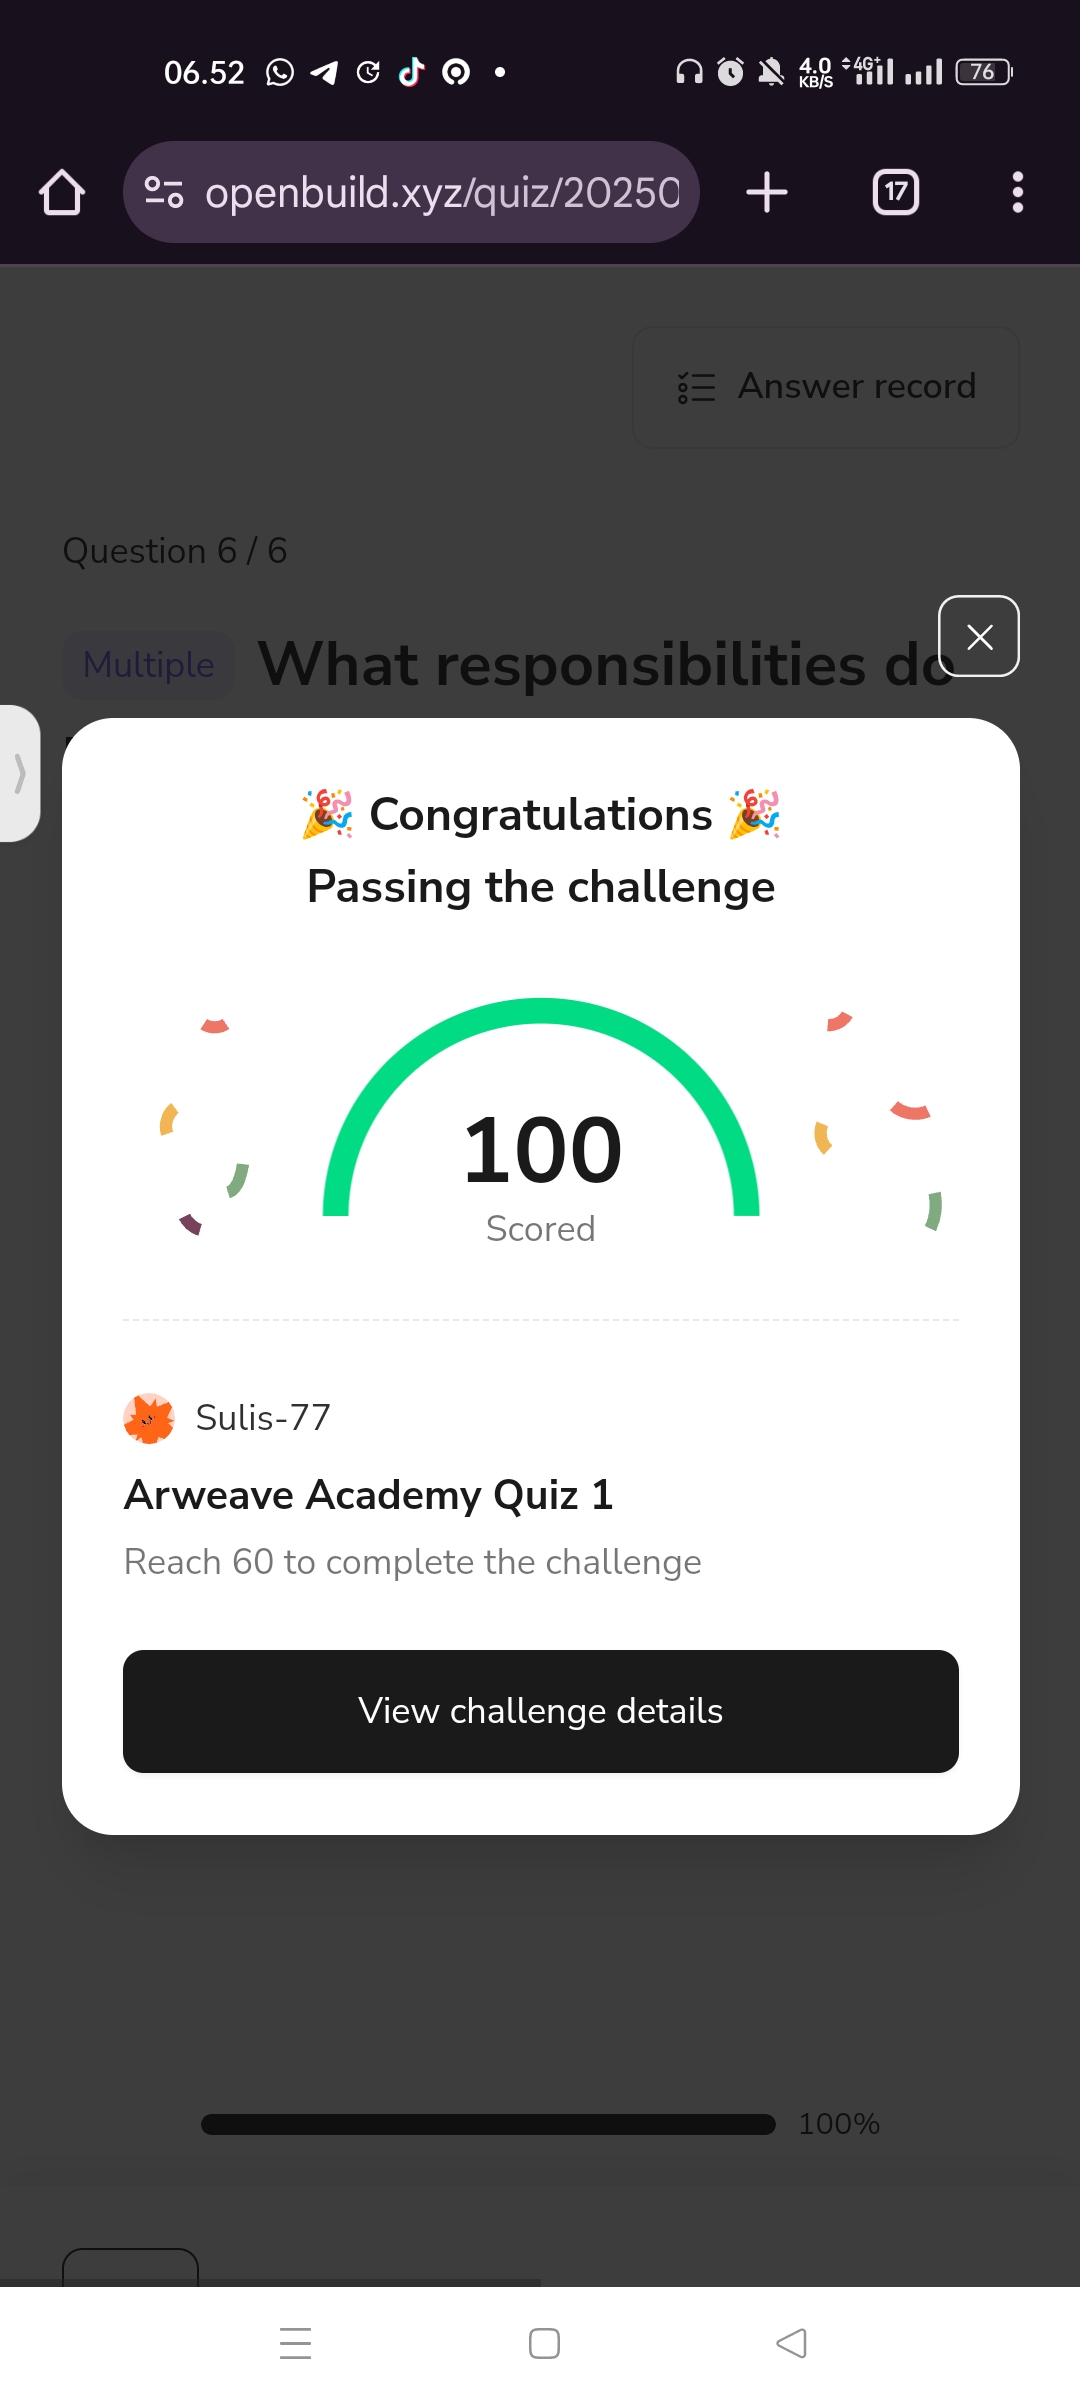 06.52
4.0
KB/S
4G+
76
openbuild.xyz/quiz/20250
17
Answer record
Question 6 / 6
Multiple
What responsibilities do
🎉 Congratulations 🎉
Passing the challenge
100
Scored
Sulis-77
Arweave Academy Quiz 1
Reach 60 to complete the challenge
View challenge details
100%